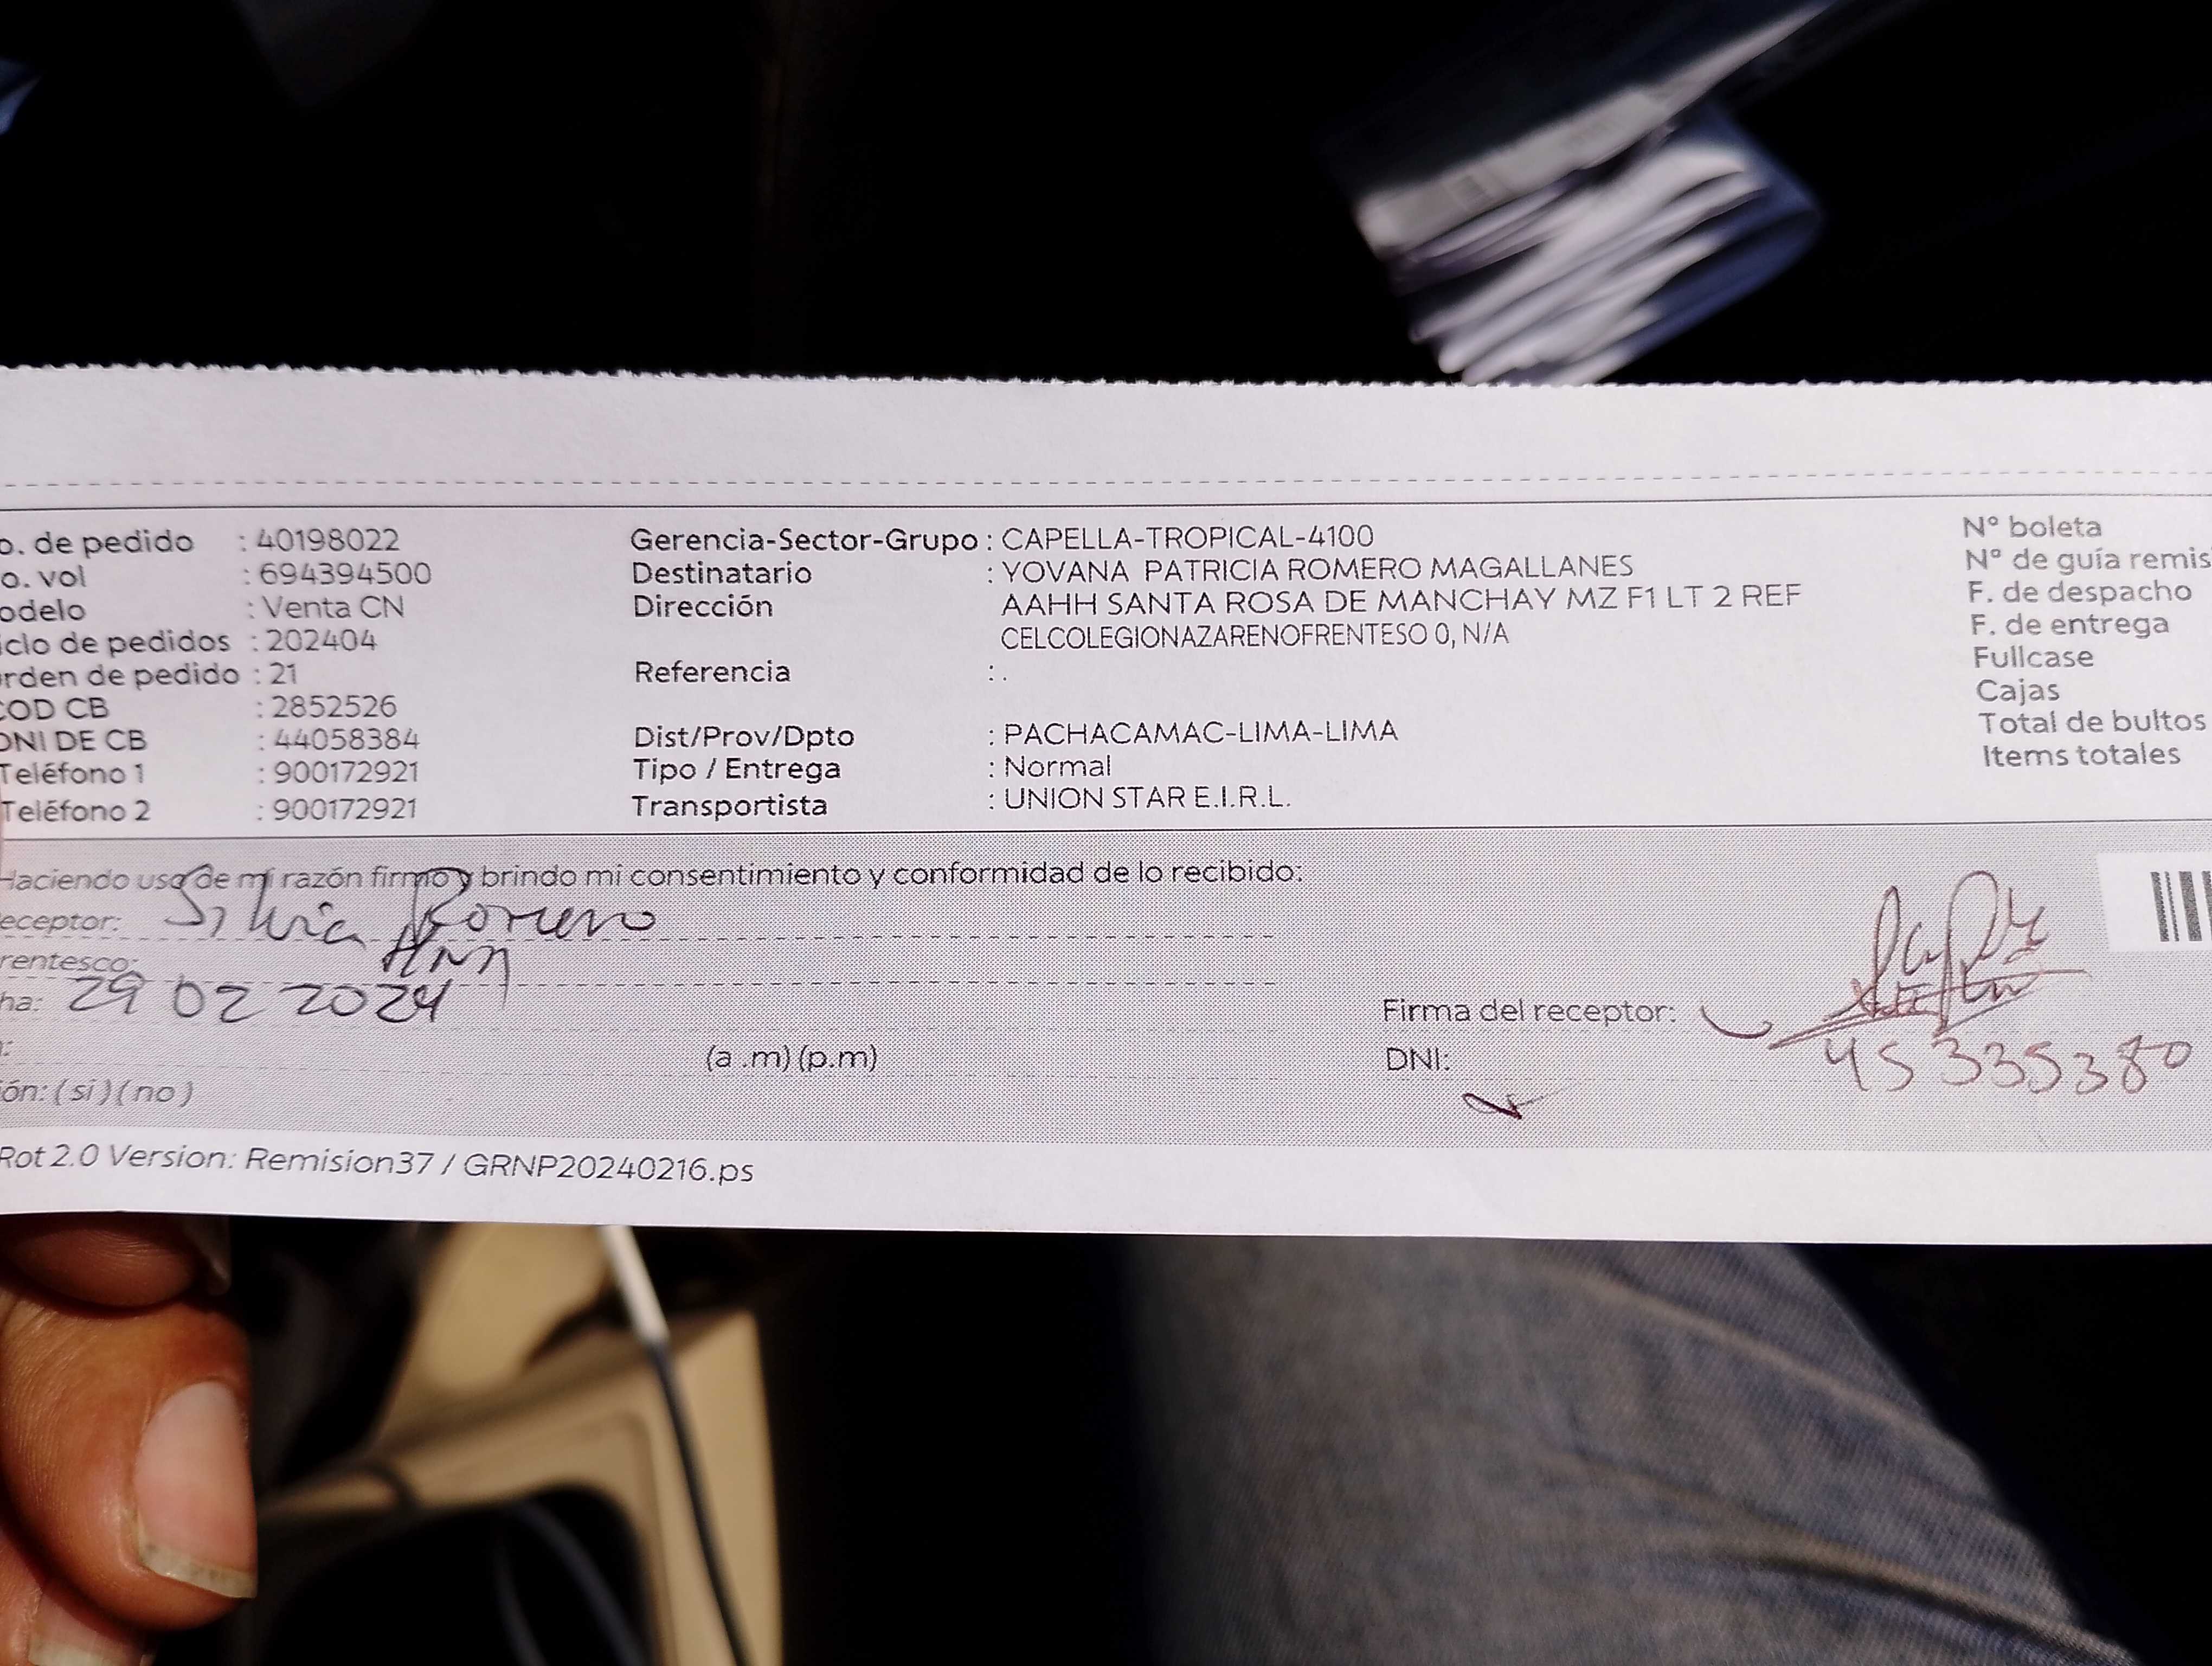 o. de pedido : 40198022
o. vol : 694394500
odelo : Venta CN
iclo de pedidos : 202404
rden de pedido : 21
COD CB : 2852526
DNI DE CB : 44058384
Teléfono 1 : 900172921
Teléfono 2 : 900172921
Gerencia-Sector-Grupo : CAPELLA-TROPICAL-4100
Destinatario : YOVANA PATRICIA ROMERO MAGALLANES
Dirección AAHH SANTA ROSA DE MANCHAY MZ F1 LT 2 REF
CELCOLEGIONAZARENOFRENTESO 0, N/A
Referencia : .
Dist/Prov/Dpto : PACHACAMAC-LIMA-LIMA
Tipo / Entrega : Normal
Transportista : UNION STAR E.I.R.L.
N° boleta
N° de guía remis
F. de despacho
F. de entrega
Fullcase
Cajas
Total de bultos
Items totales
Haciendo uso de mi razón firmo y brindo mi consentimiento y conformidad de lo recibido:
eceptor: Silvia Romero
rentesco:
ha: 29 02 2024
(a .m) (p.m)
ón: (si) (no)
Firma del receptor:
DNI: 45335380
Rot 2.0 Version: Remision37 / GRNP20240216.ps